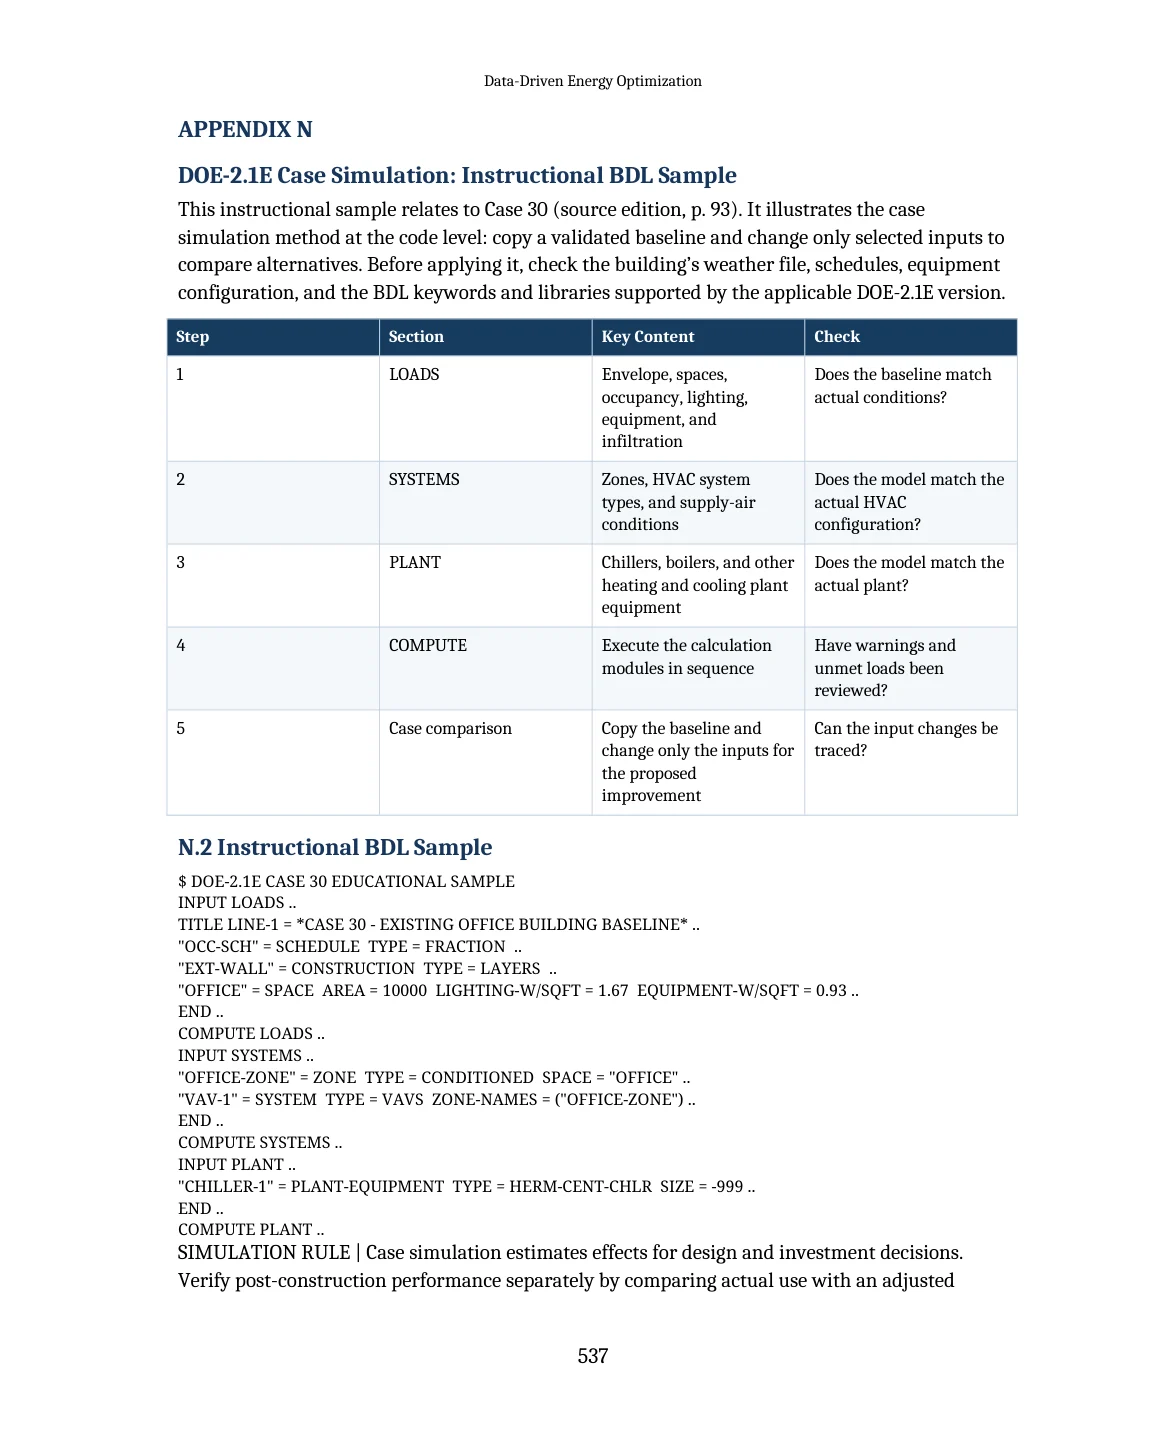 Data-Driven Energy Optimization
APPENDIX N
DOE-2.1E Case Simulation: Instructional BDL Sample
This instructional sample relates to Case 30 (source edition, p. 93). It illustrates the case
simulation method at the code level: copy a validated baseline and change only selected inputs to
compare alternatives. Before applying it, check the building’s weather file, schedules, equipment
configuration, and the BDL keywords and libraries supported by the applicable DOE-2.1E version.
Step Section Key Content Check
1 LOADS Envelope, spaces, Does the baseline match
occupancy, lighting, actual conditions?
equipment, and
infiltration
2 SYSTEMS Zones, HVAC system Does the model match the
types, and supply-air actual HVAC
conditions configuration?
3 PLANT Chillers, boilers, and other Does the model match the
heating and cooling plant actual plant?
equipment
4 COMPUTE Execute the calculation Have warnings and
modules in sequence unmet loads been
reviewed?
5 Case comparison Copy the baseline and Can the input changes be
change only the inputs for traced?
the proposed
improvement
N.2 Instructional BDL Sample
$ DOE-2.1E CASE 30 EDUCATIONAL SAMPLE
INPUT LOADS ..
TITLE LINE-1 = *CASE 30 - EXISTING OFFICE BUILDING BASELINE* ..
"OCC-SCH" = SCHEDULE  TYPE = FRACTION  ..
"EXT-WALL" = CONSTRUCTION  TYPE = LAYERS  ..
"OFFICE" = SPACE  AREA = 10000  LIGHTING-W/SQFT = 1.67  EQUIPMENT-W/SQFT = 0.93 ..
END ..
COMPUTE LOADS ..
INPUT SYSTEMS ..
"OFFICE-ZONE" = ZONE  TYPE = CONDITIONED  SPACE = "OFFICE" ..
"VAV-1" = SYSTEM  TYPE = VAVS  ZONE-NAMES = ("OFFICE-ZONE") ..
END ..
COMPUTE SYSTEMS ..
INPUT PLANT ..
"CHILLER-1" = PLANT-EQUIPMENT  TYPE = HERM-CENT-CHLR  SIZE = -999 ..
END ..
COMPUTE PLANT ..
SIMULATION RULE | Case simulation estimates effects for design and investment decisions.
Verify post-construction performance separately by comparing actual use with an adjusted
537